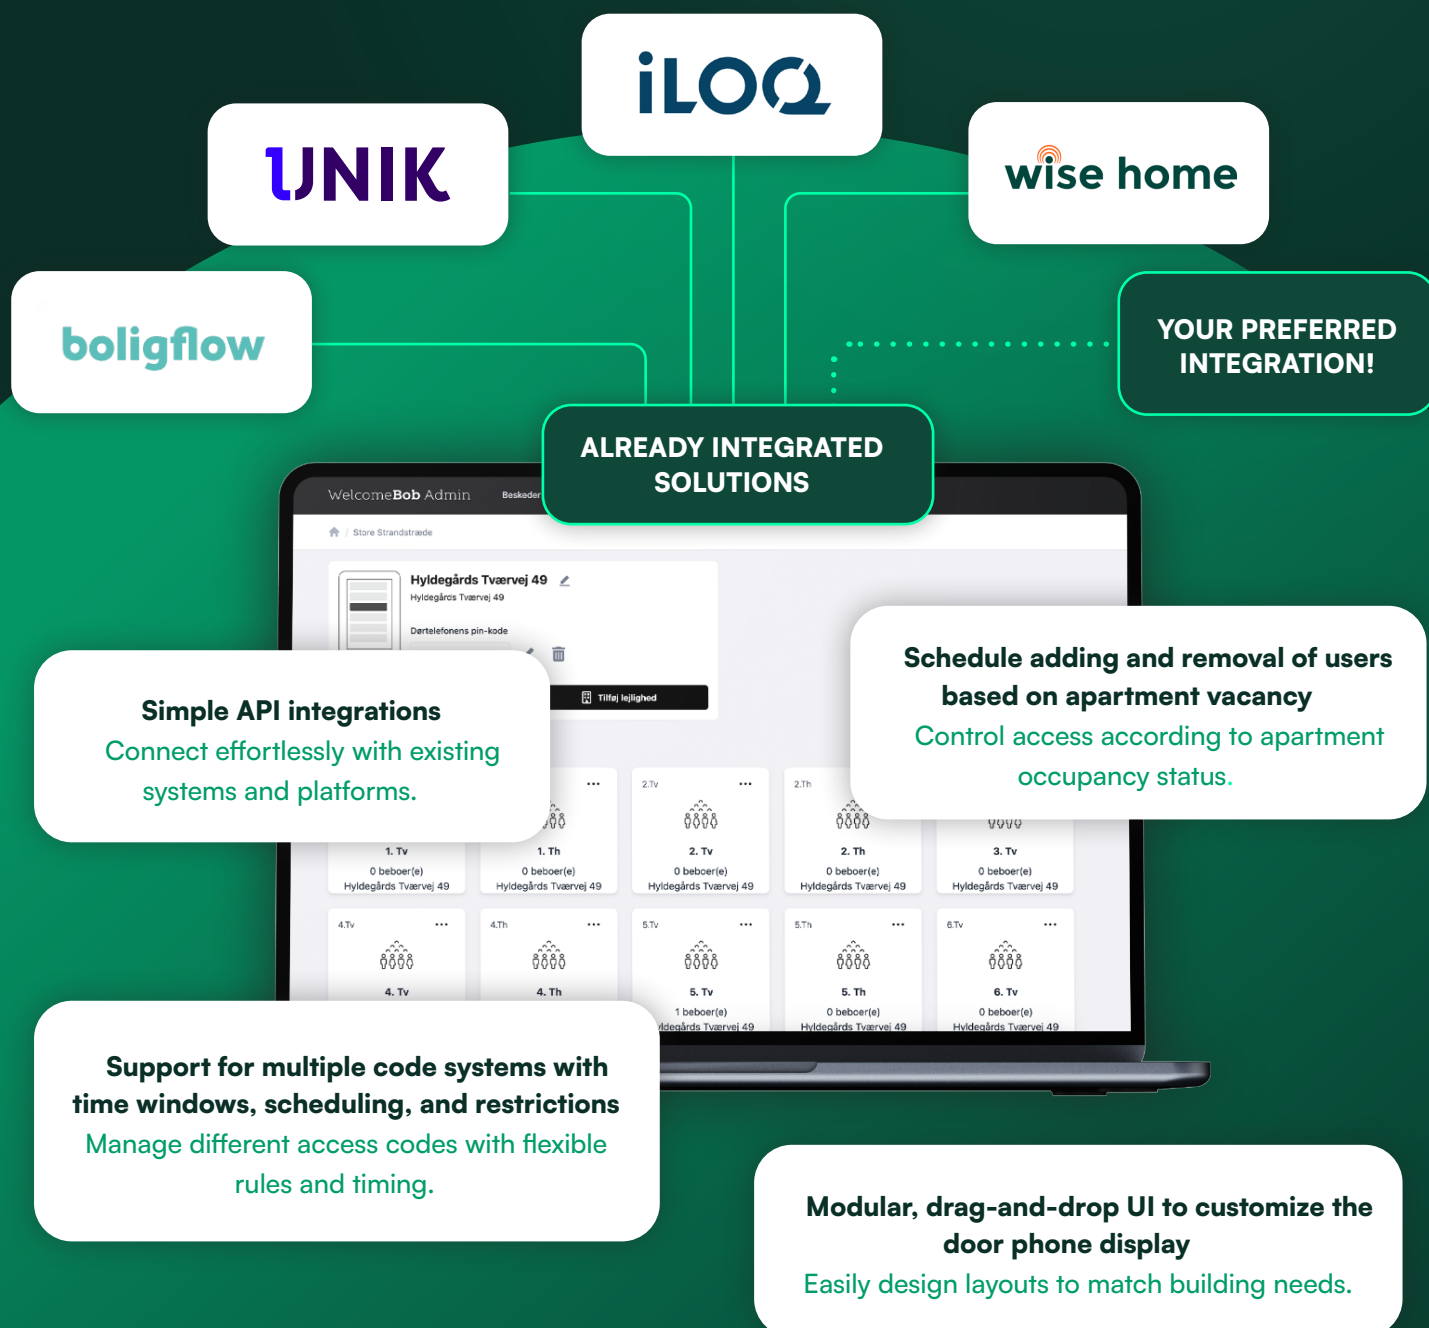 iLOQ
UNIK
wise home
boligflow
YOUR PREFERRED
INTEGRATION!
ALREADY INTEGRATED
SOLUTIONS
WelcomeBob Admin
Beskeder
/ Store Strandstræde
Hyldegårds Tværvej 49
Hyldegårds Tværvej 49
Dørtelefonens pin-kode
Tilføj lejlighed
Simple API integrations
Connect effortlessly with existing
systems and platforms.
Schedule adding and removal of users
based on apartment vacancy
Control access according to apartment
occupancy status.
2.Tv
2.Th
1. Tv
0 beboer(e)
Hyldegårds Tværvej 49
1. Th
0 beboer(e)
Hyldegårds Tværvej 49
2. Tv
0 beboer(e)
Hyldegårds Tværvej 49
2. Th
0 beboer(e)
Hyldegårds Tværvej 49
3. Tv
0 beboer(e)
Hyldegårds Tværvej 49
4.Tv
4. Tv
4.Th
4. Th
5.Tv
5. Tv
1 beboer(e)
Hyldegårds Tværvej 49
5.Th
5. Th
0 beboer(e)
Hyldegårds Tværvej 49
6.Tv
6. Tv
0 beboer(e)
Hyldegårds Tværvej 49
Support for multiple code systems with
time windows, scheduling, and restrictions
Manage different access codes with flexible
rules and timing.
Modular, drag-and-drop UI to customize the
door phone display
Easily design layouts to match building needs.